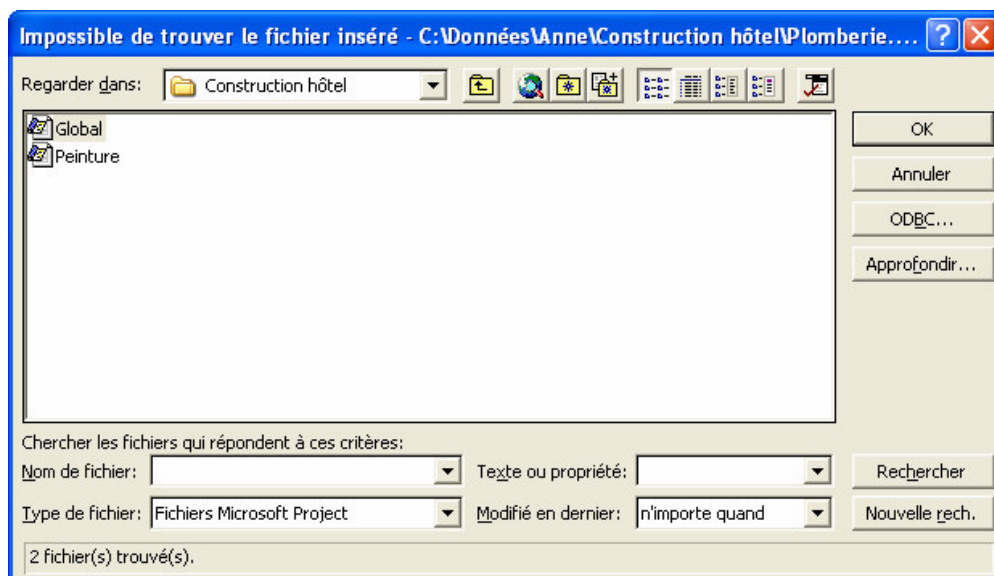 Impossible de trouver le fichier inséré - C:\Données\Anne\Construction hôtel\Plomberie....
Regarder dans: Construction hôtel
Global
Peinture
OK
Annuler
ODBC...
Approfondir...
Chercher les fichiers qui répondent à ces critères:
Nom de fichier: Texte ou propriété: Rechercher
Type de fichier: Fichiers Microsoft Project Modifié en dernier: n'importe quand Nouvelle rech.
2 fichier(s) trouvé(s).